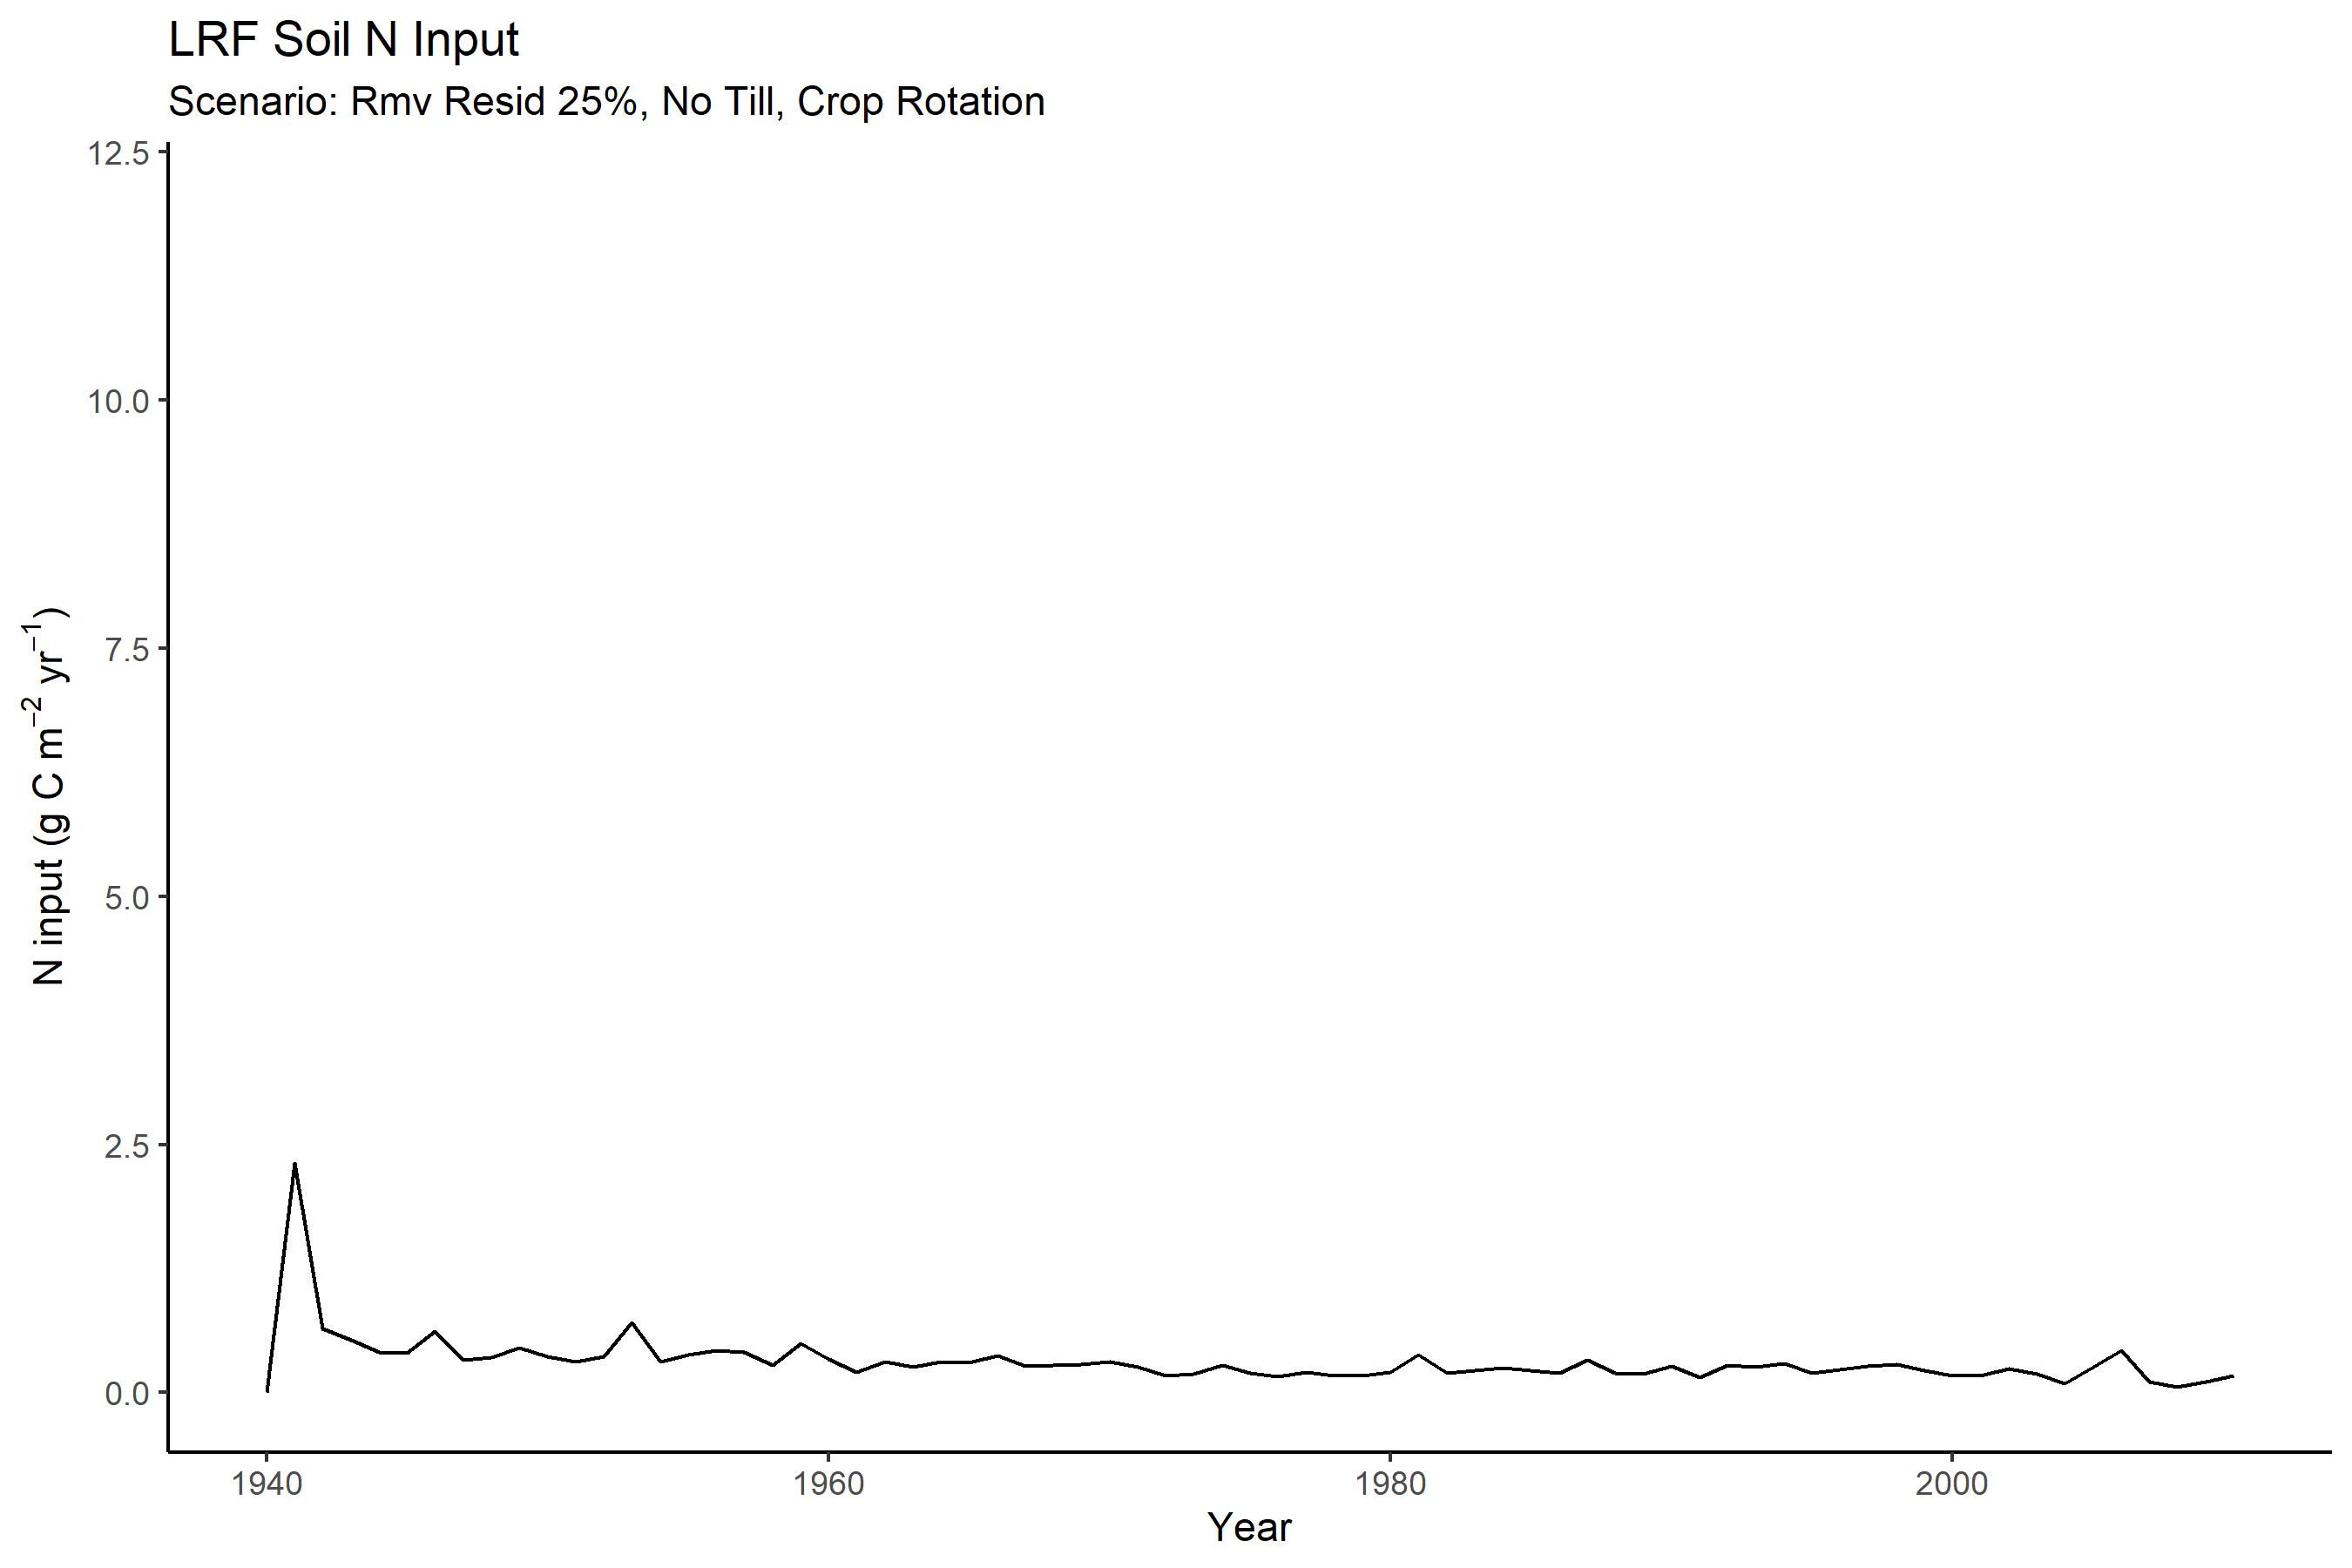 LRF Soil N Input
Scenario: Rmv Resid 25%, No Till, Crop Rotation
12.5
10.0
7.5
5.0
2.5
0.0
N input (g C m⁻² yr⁻¹)
1940 1960 1980 2000
Year